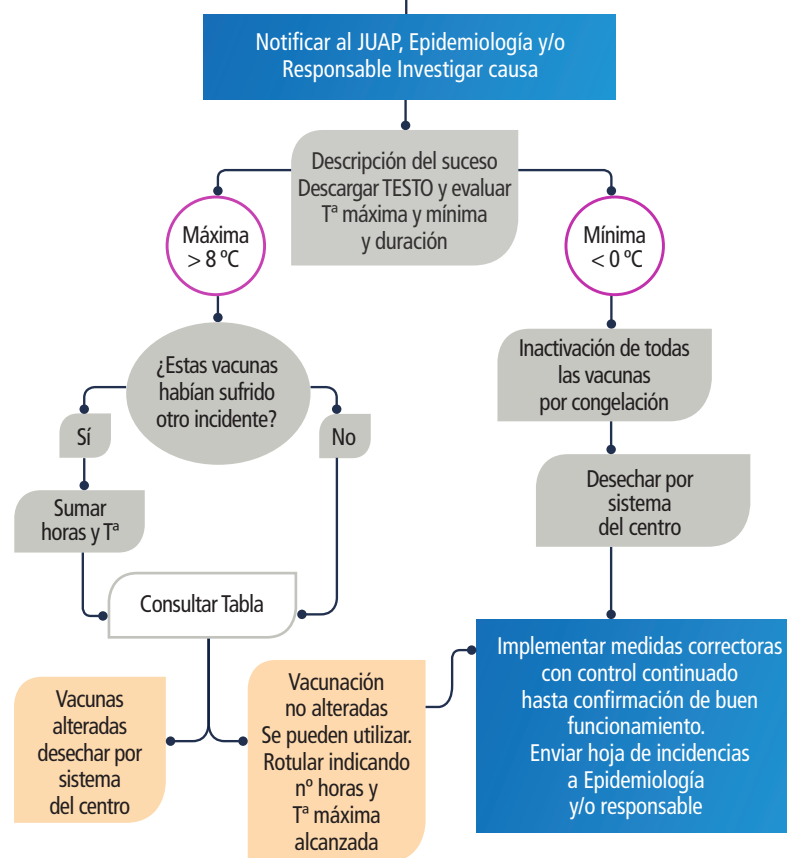 Notificar al JUAP, Epidemiología y/o
Responsable Investigar causa
Descripción del suceso
Descargar TESTO y evaluar
Tª máxima y mínima
y duración
Máxima
> 8 ºC
Mínima
< 0 ºC
¿Estas vacunas
habían sufrido
otro incidente?
Inactivación de todas
las vacunas
por congelación
Sí
No
Desechar por
sistema
del centro
Sumar
horas y Tª
Consultar Tabla
Vacunas
alteradas
desechar por
sistema
del centro
Vacunación
no alteradas
Se pueden utilizar.
Rotular indicando
nº horas y
Tª máxima
alcanzada
Implementar medidas correctoras
con control continuado
hasta confirmación de buen
funcionamiento.
Enviar hoja de incidencias
a Epidemiología
y/o responsable